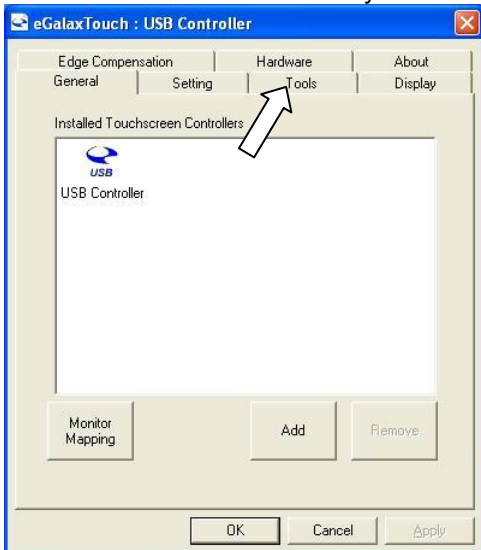 eGalaxTouch : USB Controller
Edge Compensation Hardware About
General Setting Tools Display
Installed Touchscreen Controllers
USB
USB Controller
Monitor
Mapping
Add
Remove
OK Cancel Apply